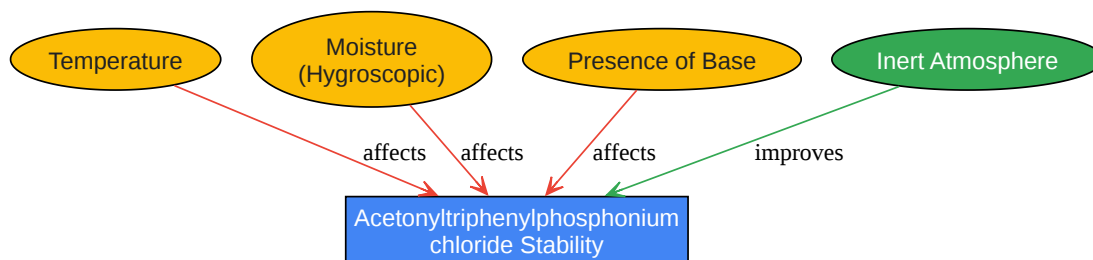 Temperature
Moisture
(Hygroscopic)
Presence of Base
Inert Atmosphere
affects
affects
affects
improves
Acetonyltriphenylphosphonium
chloride Stability